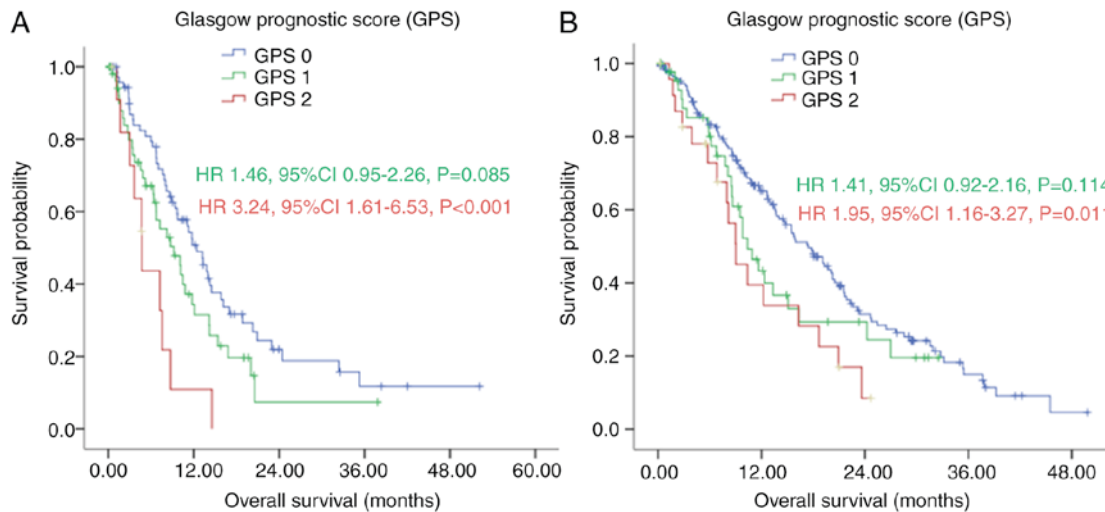 A
Glasgow prognostic score (GPS)
GPS 0
GPS 1
GPS 2
HR 1.46, 95%CI 0.95-2.26, P=0.085
HR 3.24, 95%CI 1.61-6.53, P<0.001
Survival probability
1.0
0.8
0.6
0.4
0.2
0.0
0.00 12.00 24.00 36.00 48.00 60.00
Overall survival (months)
B
Glasgow prognostic score (GPS)
GPS 0
GPS 1
GPS 2
HR 1.41, 95%CI 0.92-2.16, P=0.114
HR 1.95, 95%CI 1.16-3.27, P=0.011
Survival probability
1.0
0.8
0.6
0.4
0.2
0.0
0.00 12.00 24.00 36.00 48.00
Overall survival (months)